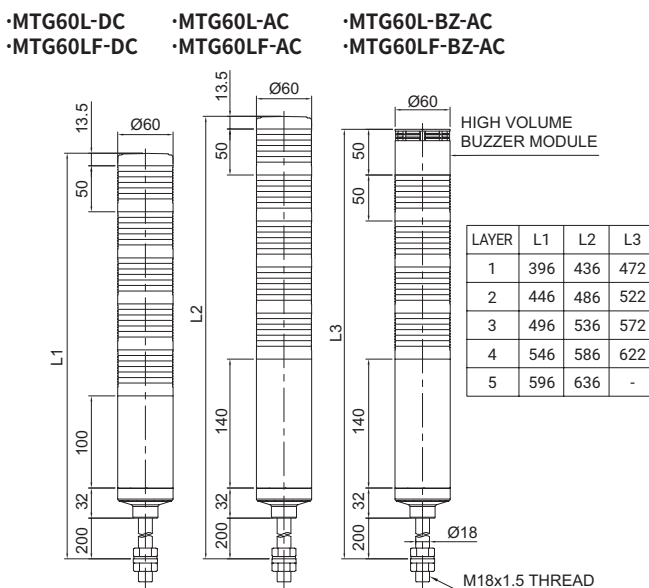 ·MTG60L-DC
·MTG60LF-DC
·MTG60L-AC
·MTG60LF-AC
·MTG60L-BZ-AC
·MTG60LF-BZ-AC
13.5
Ø60
50
L1
100
32
200
13.5
Ø60
50
L2
140
32
200
Ø60
50
50
L3
140
32
200
HIGH VOLUME
BUZZER MODULE
Ø18
M18x1.5 THREAD
LAYER L1 L2 L3
1 396 436 472
2 446 486 522
3 496 536 572
4 546 586 622
5 596 636 -